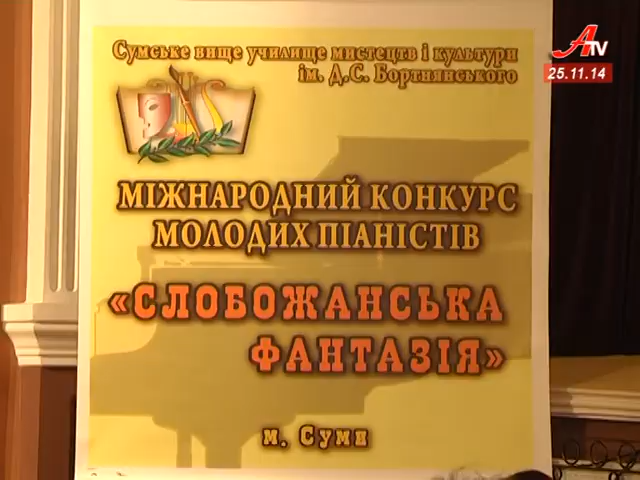 Сумське вище училище мистецтв і культури
ім. Д.С. Бортнянського
МІЖНАРОДНИЙ КОНКУРС
МОЛОДИХ ПІАНІСТІВ
«СЛОБОЖАНСЬКА
ФАНТАЗІЯ»
м. Суми
ATV
25.11.14